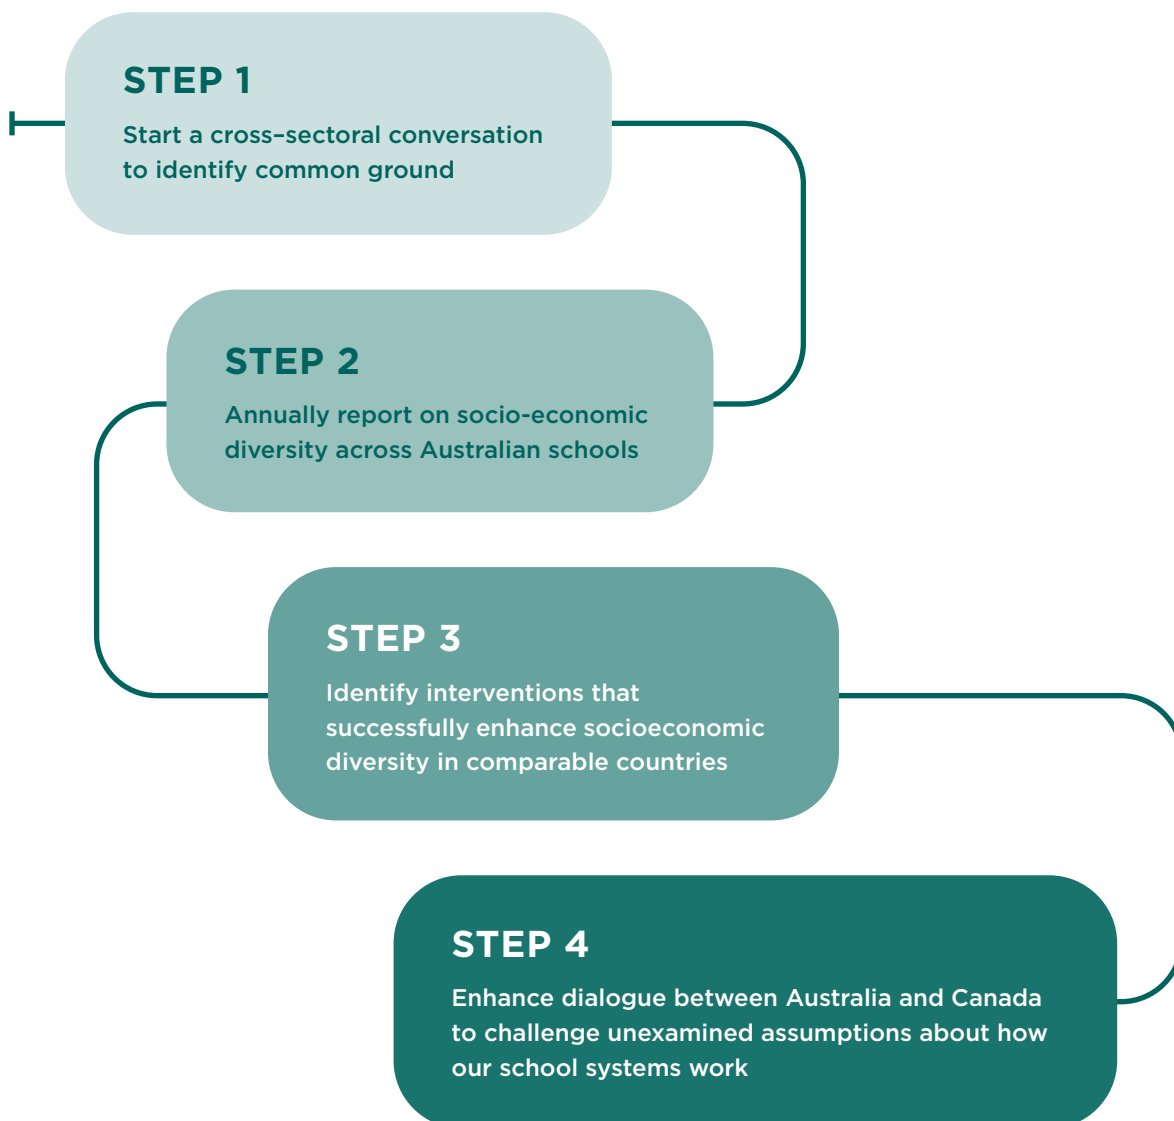 STEP 1
Start a cross–sectoral conversation
to identify common ground
STEP 2
Annually report on socio-economic
diversity across Australian schools
STEP 3
Identify interventions that
successfully enhance socioeconomic
diversity in comparable countries
STEP 4
Enhance dialogue between Australia and Canada
to challenge unexamined assumptions about how
our school systems work